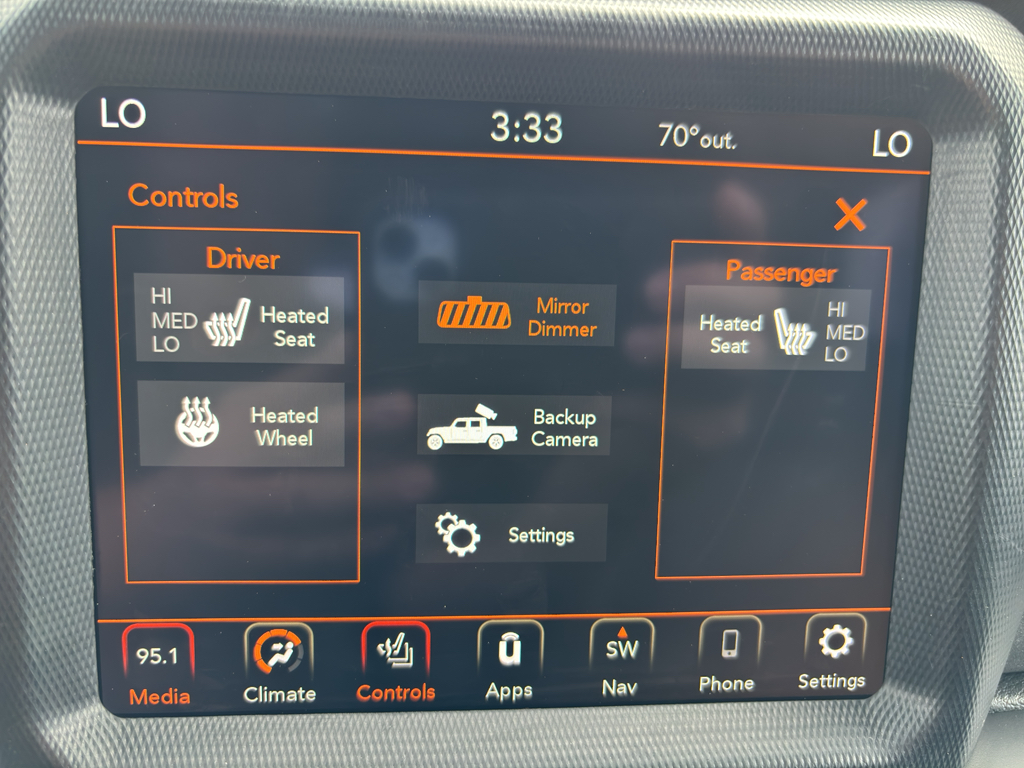 LO 3:33 70° out. LO
Controls X
Driver
HI
MED
LO
Heated
Seat
Heated
Wheel
Mirror
Dimmer
Backup
Camera
Settings
Passenger
Heated
Seat
HI
MED
LO
95.1
Media
Climate
Controls
u
Apps
SW
Nav
Phone
Settings